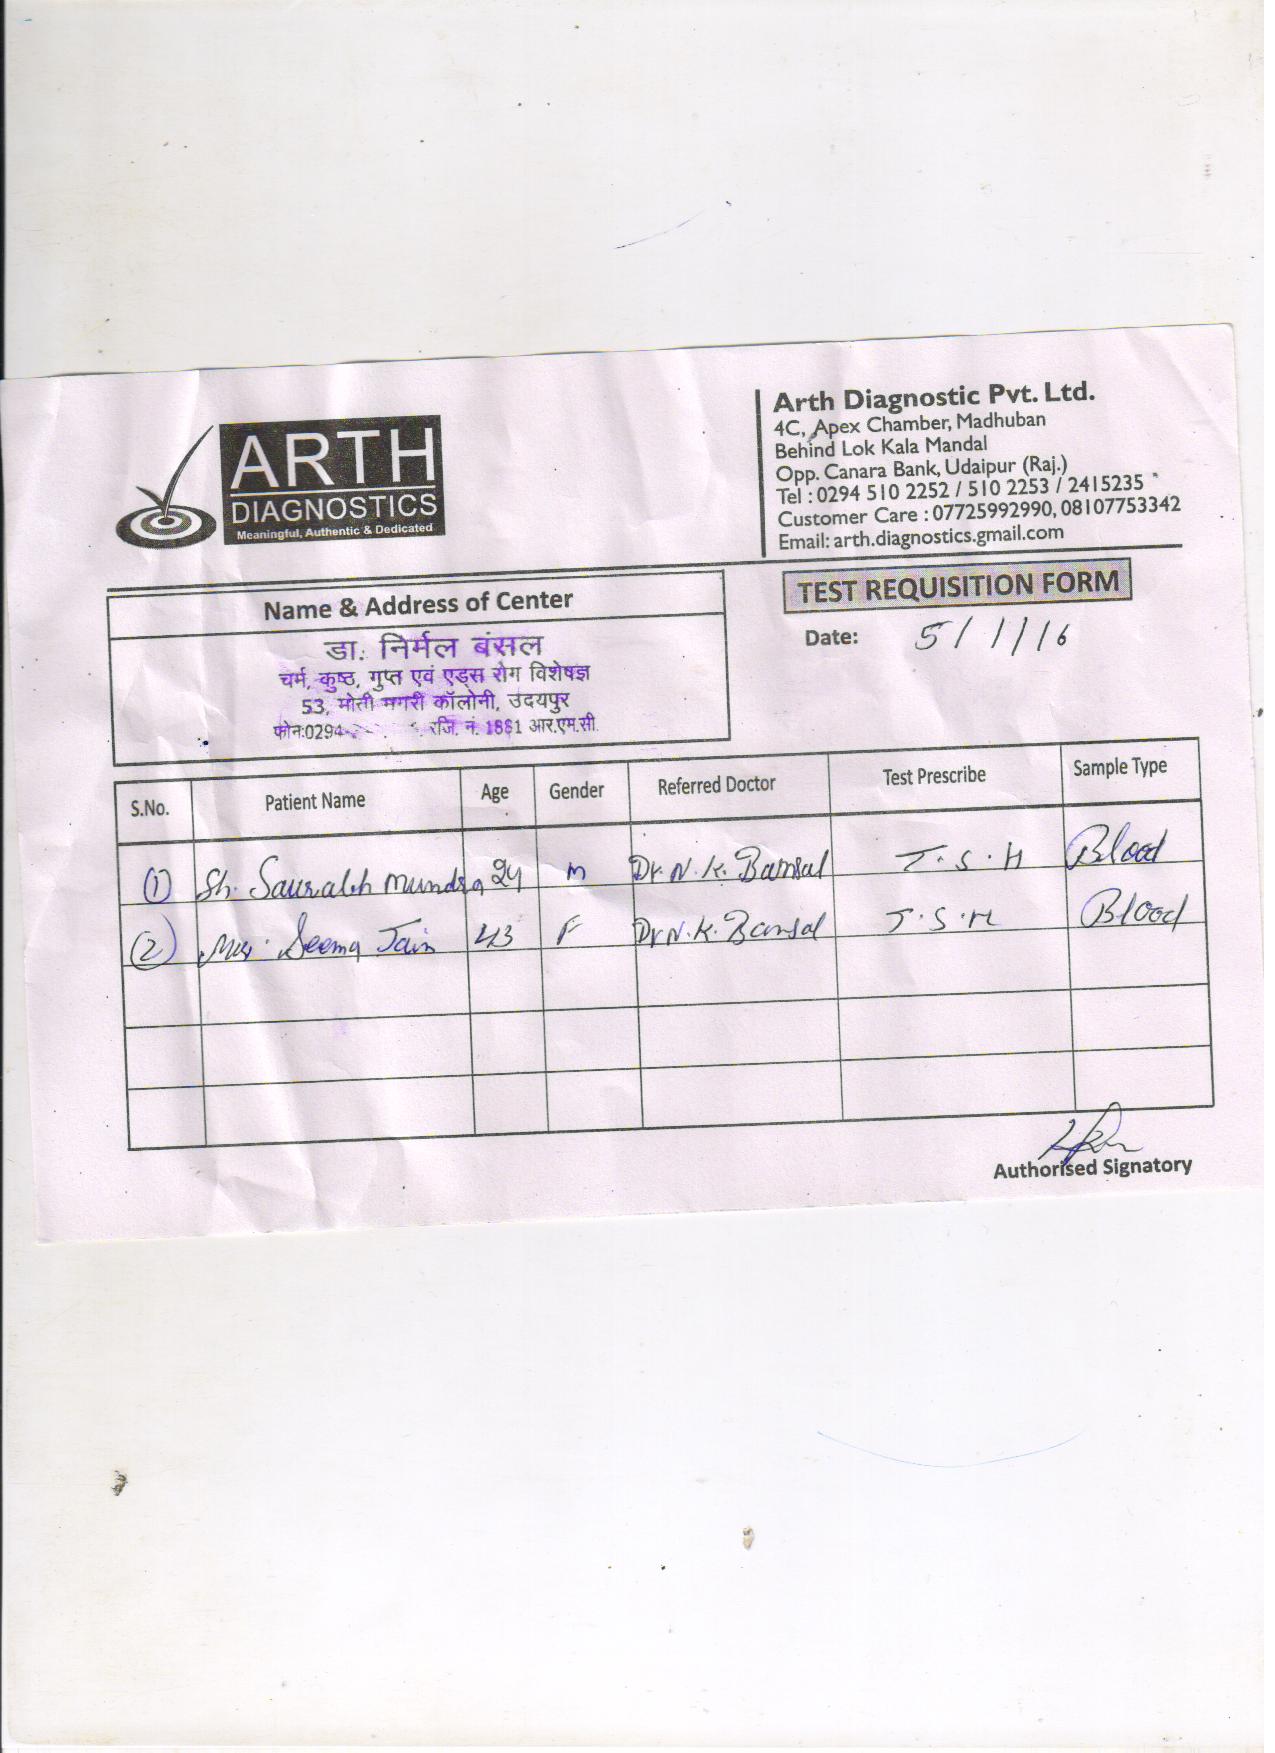 ARTH
DIAGNOSTICS
Meaningful, Authentic & Dedicated
Arth Diagnostic Pvt. Ltd.
4C, Apex Chamber, Madhuban
Behind Lok Kala Mandal
Opp. Canara Bank, Udaipur (Raj.)
Tel : 0294 510 2252 / 510 2253 / 2415235
Customer Care : 07725992990, 08107753342
Email: arth.diagnostics.gmail.com
Name & Address of Center
डा. निर्मल बंसल
चर्म, कुष्ठ, गुप्त एवं एड्स रोग विशेषज्ञ
53, मोती मगरी कॉलोनी, उदयपुर
फोन:0294 रजि. नं. 1881 आर.एम.सी.
TEST REQUISITION FORM
Date: 5/1/16
S.No. Patient Name Age Gender Referred Doctor Test Prescribe Sample Type
(1) Sh. Saurabh Mundra 24 M Dr. N. K. Bansal T.S.H Blood
(2) Seema Jain 43 F Dr N. K. Bansal T.S.H Blood
Authorised Signatory